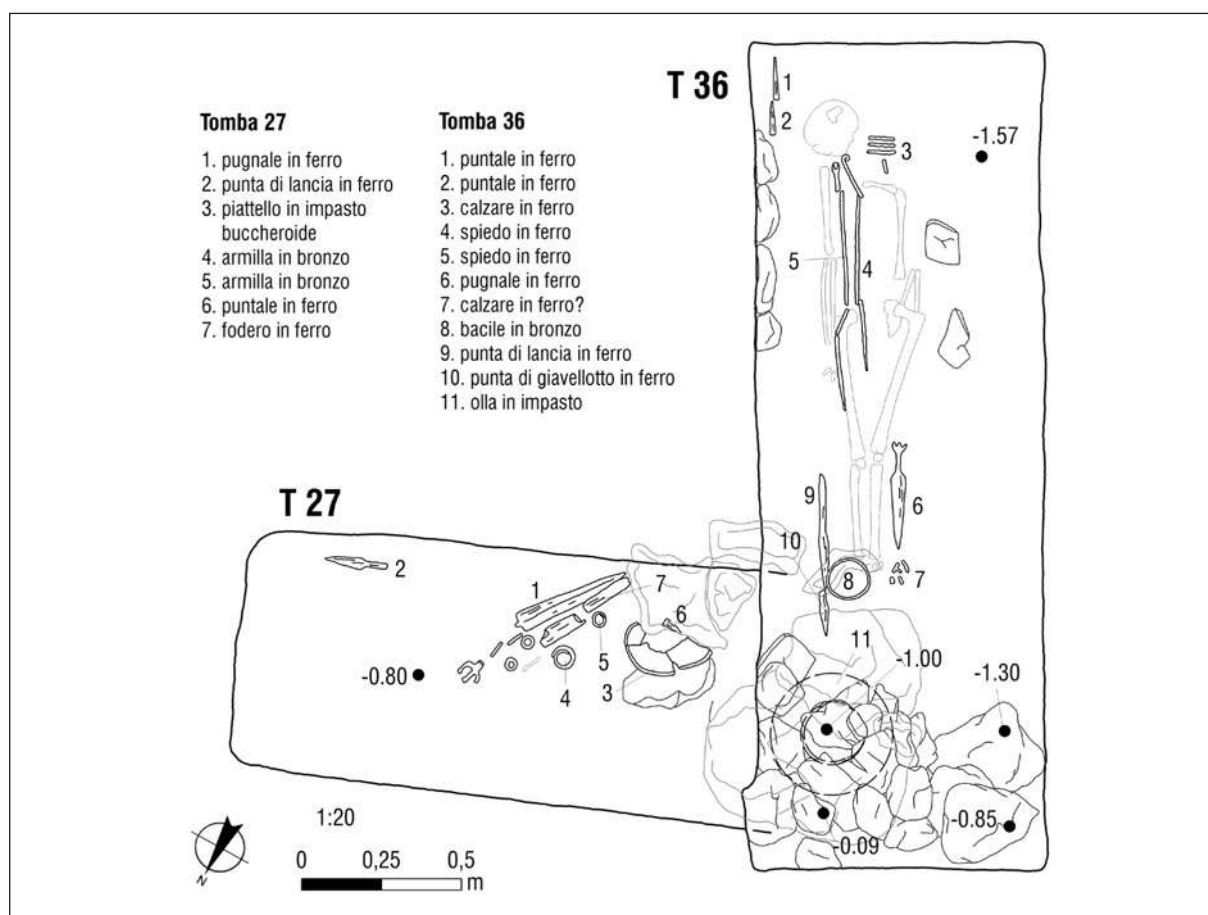 T 36
Tomba 27
1. pugnale in ferro
2. punta di lancia in ferro
3. piattello in impasto
buccheroide
4. armilla in bronzo
5. armilla in bronzo
6. puntale in ferro
7. fodero in ferro
Tomba 36
1. puntale in ferro
2. puntale in ferro
3. calzare in ferro
4. spiedo in ferro
5. spiedo in ferro
6. pugnale in ferro
7. calzare in ferro?
8. bacile in bronzo
9. punta di lancia in ferro
10. punta di giavellotto in ferro
11. olla in impasto
1
2
3
-1.57
5
4
9
6
10
8
7
11
-1.00
-1.30
-0.85
-0.09
T 27
2
1
7
6
5
4
3
-0.80
N
1:20
0
0,25
0,5
m